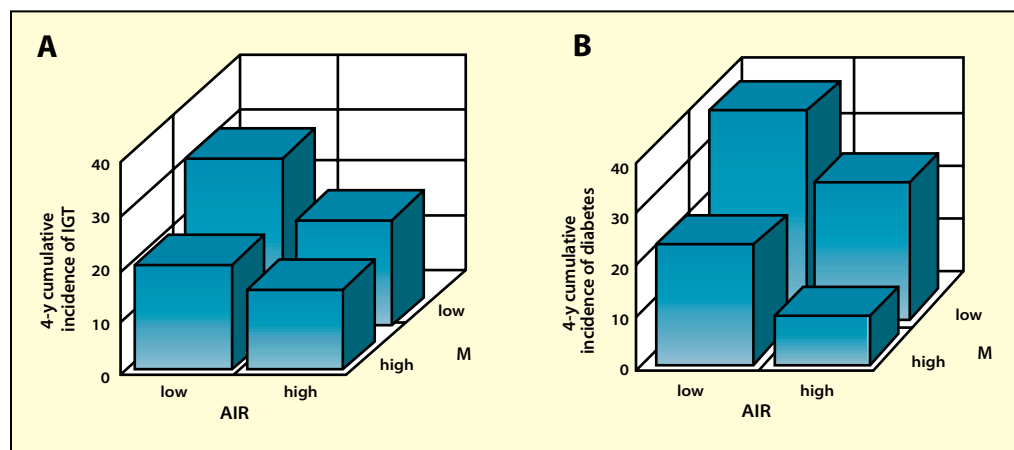 A
4-y cumulative
incidence of IGT
40
30
20
10
0
low
high
AIR
high
low
M
B
4-y cumulative
incidence of diabetes
40
30
20
10
0
low
high
AIR
high
low
M